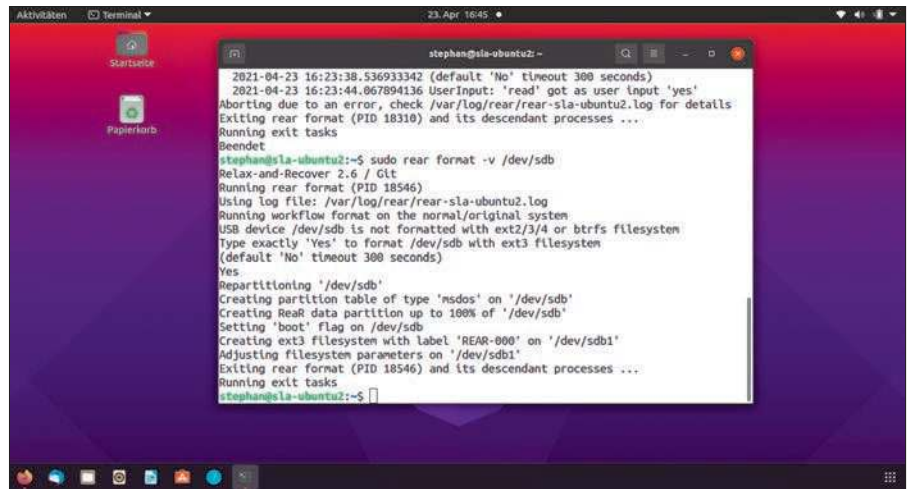 Aktivitäten Terminal 23. Apr 16:45
Startseite
Papierkorb
stephan@sla-ubuntu2: ~
2021-04-23 16:23:38.536933342 (default 'No' timeout 300 seconds)
2021-04-23 16:23:44.067894136 UserInput: 'read' got as user input 'yes'
Aborting due to an error, check /var/log/rear/rear-sla-ubuntu2.log for details
Exiting rear format (PID 18310) and its descendant processes ...
Running exit tasks
Beendet
stephan@sla-ubuntu2:~$ sudo rear format -v /dev/sdb
Relax-and-Recover 2.6 / Git
Running rear format (PID 18546)
Using log file: /var/log/rear/rear-sla-ubuntu2.log
Running workflow format on the normal/original system
USB device /dev/sdb is not formatted with ext2/3/4 or btrfs filesystem
Type exactly 'Yes' to format /dev/sdb with ext3 filesystem
(default 'No' timeout 300 seconds)
Yes
Repartitioning '/dev/sdb'
Creating partition table of type 'msdos' on '/dev/sdb'
Creating ReaR data partition up to 100% of '/dev/sdb'
Setting 'boot' flag on /dev/sdb
Creating ext3 filesystem with label 'REAR-000' on '/dev/sdb1'
Adjusting filesystem parameters on '/dev/sdb1'
Exiting rear format (PID 18546) and its descendant processes ...
Running exit tasks
stephan@sla-ubuntu2:~$